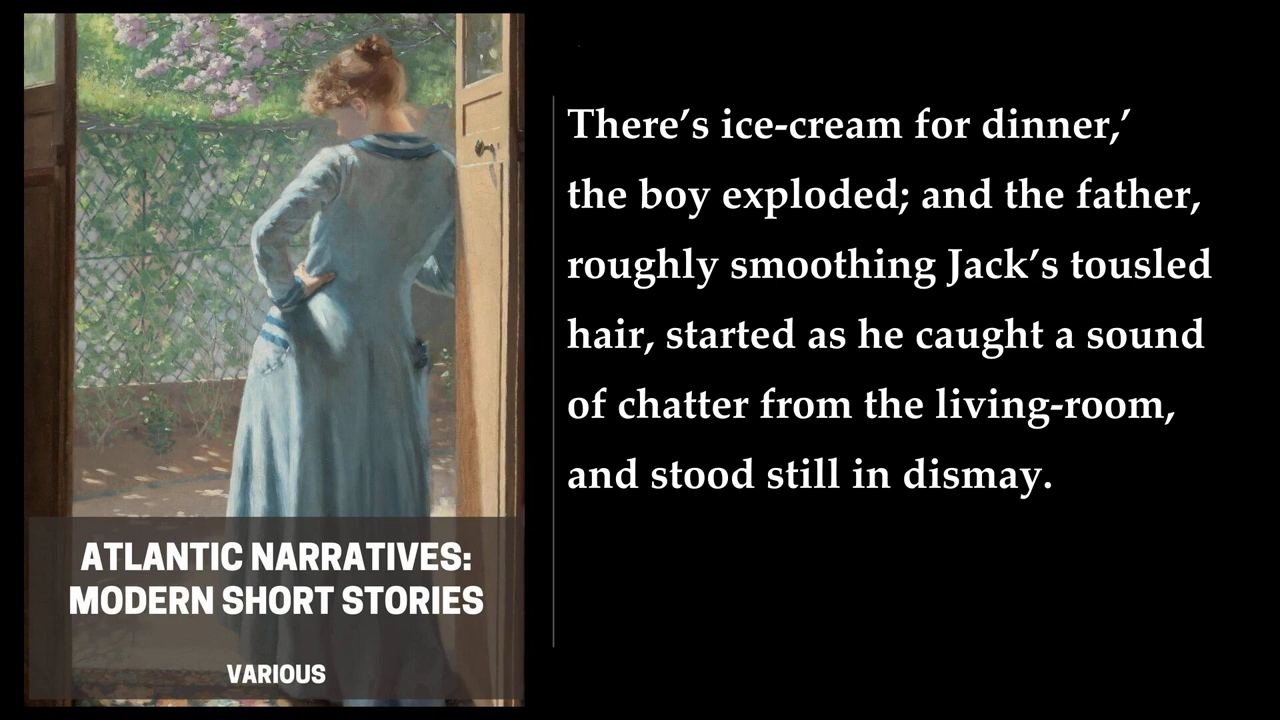 There’s ice-cream for dinner,’
the boy exploded; and the father,
roughly smoothing Jack’s tousled
hair, started as he caught a sound
of chatter from the living-room,
and stood still in dismay.
ATLANTIC NARRATIVES:
MODERN SHORT STORIES
VARIOUS